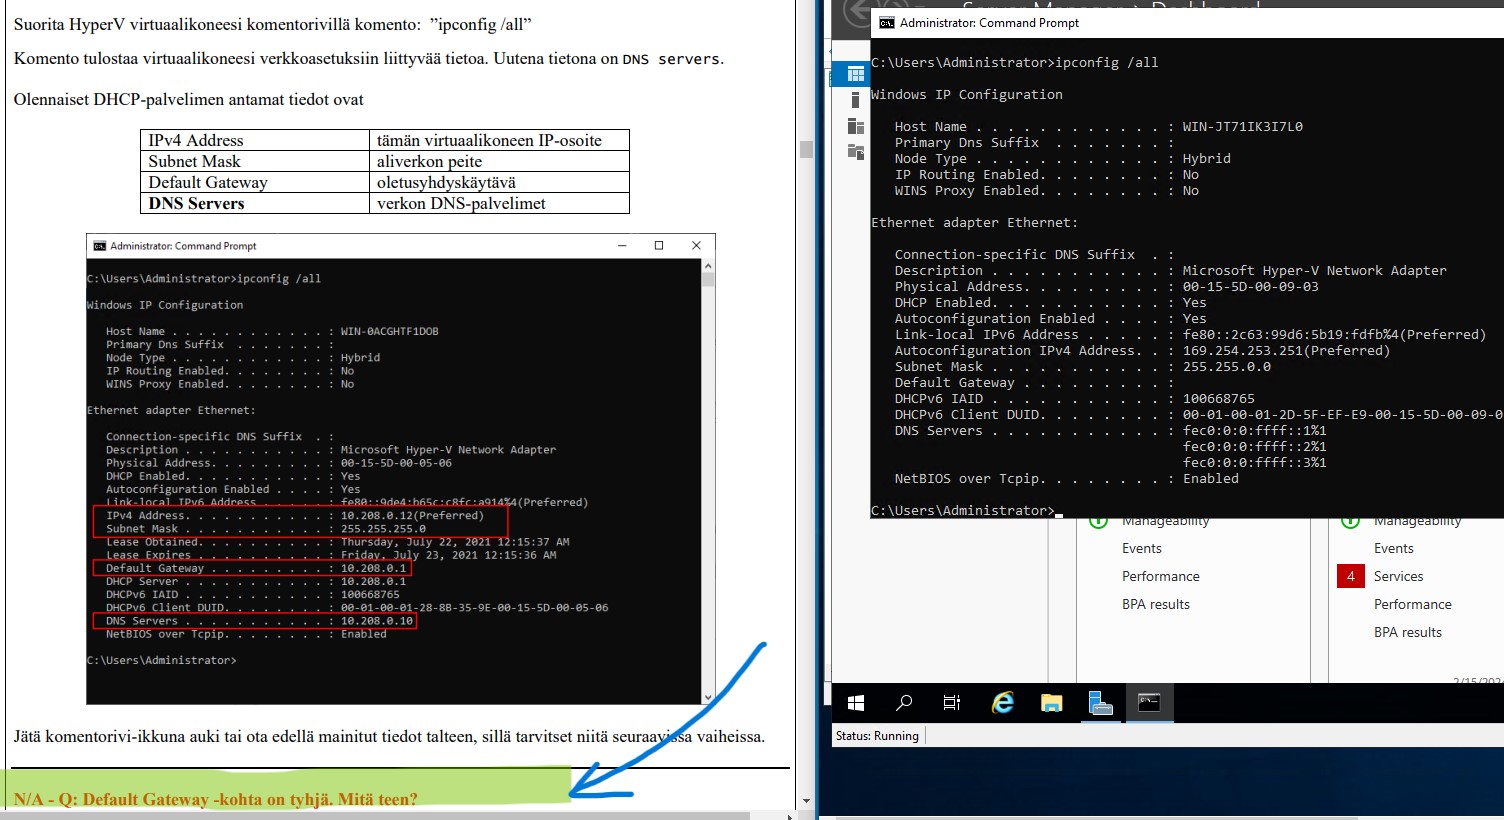 Suorita HyperV virtuaalikoneesi komentorivillä komento:  ”ipconfig /all”
Komento tulostaa virtuaalikoneesi verkkoasetuksiin liittyvää tietoa. Uutena tietona on DNS servers.
Olennaiset DHCP-palvelimen antamat tiedot ovat
IPv4 Address tämän virtuaalikoneen IP-osoite
Subnet Mask aliverkon peite
Default Gateway oletusyhdyskäytävä
DNS Servers verkon DNS-palvelimet
Administrator: Command Prompt
C:\Users\Administrator>ipconfig /all
Windows IP Configuration
Host Name . . . . . . . . . . . . : WIN-0ACGHTF1DOB
Primary Dns Suffix  . . . . . . . :
Node Type . . . . . . . . . . . . : Hybrid
IP Routing Enabled. . . . . . . . : No
WINS Proxy Enabled. . . . . . . . : No
Ethernet adapter Ethernet:
Connection-specific DNS Suffix  . :
Description . . . . . . . . . . . : Microsoft Hyper-V Network Adapter
Physical Address. . . . . . . . . : 00-15-5D-00-05-06
DHCP Enabled. . . . . . . . . . . : Yes
Autoconfiguration Enabled . . . . : Yes
Link-local IPv6 Address . . . . . : fe80::9de4:b65c:c8fc:a914%4(Preferred)
IPv4 Address. . . . . . . . . . . : 10.208.0.12(Preferred)
Subnet Mask . . . . . . . . . . . : 255.255.255.0
Lease Obtained. . . . . . . . . . : Thursday, July 22, 2021 12:15:37 AM
Lease Expires . . . . . . . . . . : Friday, July 23, 2021 12:15:36 AM
Default Gateway . . . . . . . . . : 10.208.0.1
DHCP Server . . . . . . . . . . . : 10.208.0.1
DHCPv6 IAID . . . . . . . . . . . : 100668765
DHCPv6 Client DUID. . . . . . . . : 00-01-00-01-28-8B-35-9E-00-15-5D-00-05-06
DNS Servers . . . . . . . . . . . : 10.208.0.10
NetBIOS over Tcpip. . . . . . . . : Enabled
C:\Users\Administrator>
Jätä komentorivi-ikkuna auki tai ota edellä mainitut tiedot talteen, sillä tarvitset niitä seuraavissa vaiheissa.
N/A - Q: Default Gateway -kohta on tyhjä. Mitä teen?
Server Manager Dashboard
Administrator: Command Prompt
C:\Users\Administrator>ipconfig /all
Windows IP Configuration
Host Name . . . . . . . . . . . . : WIN-JT71IK3I7L0
Primary Dns Suffix  . . . . . . . :
Node Type . . . . . . . . . . . . : Hybrid
IP Routing Enabled. . . . . . . . : No
WINS Proxy Enabled. . . . . . . . : No
Ethernet adapter Ethernet:
Connection-specific DNS Suffix  . :
Description . . . . . . . . . . . : Microsoft Hyper-V Network Adapter
Physical Address. . . . . . . . . : 00-15-5D-00-09-03
DHCP Enabled. . . . . . . . . . . : Yes
Autoconfiguration Enabled . . . . : Yes
Link-local IPv6 Address . . . . . : fe80::2c63:99d6:5b19:fdfb%4(Preferred)
Autoconfiguration IPv4 Address. . : 169.254.253.251(Preferred)
Subnet Mask . . . . . . . . . . . : 255.255.0.0
Default Gateway . . . . . . . . . :
DHCPv6 IAID . . . . . . . . . . . : 100668765
DHCPv6 Client DUID. . . . . . . . : 00-01-00-01-2D-5F-EF-E9-00-15-5D-00-09-0
DNS Servers . . . . . . . . . . . : fec0:0:0:ffff::1%1
fec0:0:0:ffff::2%1
fec0:0:0:ffff::3%1
NetBIOS over Tcpip. . . . . . . . : Enabled
C:\Users\Administrator>
Manageability
Events
Performance
BPA results
Manageability
Events
4 Services
Performance
BPA results
Status: Running